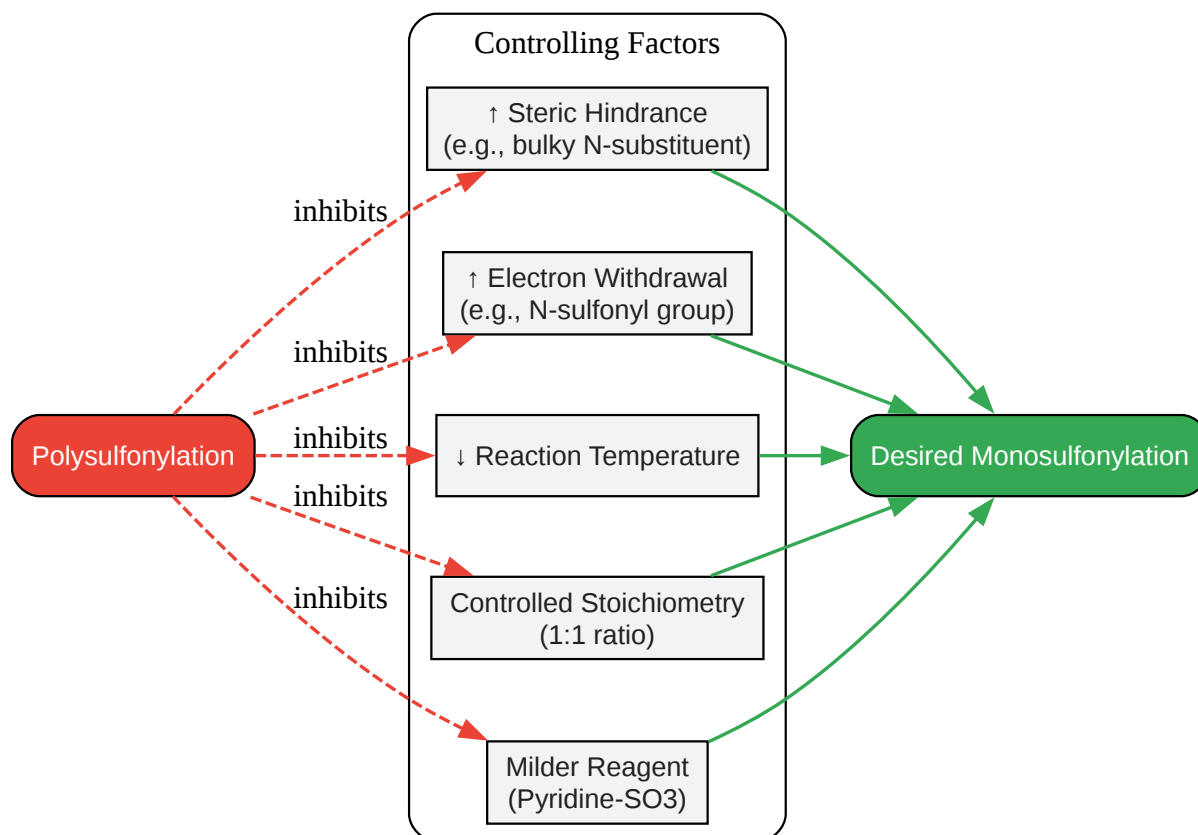 Controlling Factors
↑ Steric Hindrance
(e.g., bulky N-substituent)
inhibits
↑ Electron Withdrawal
(e.g., N-sulfonyl group)
inhibits
Polysulfonylation
inhibits
↓ Reaction Temperature
Desired Monosulfonylation
inhibits
Controlled Stoichiometry
(1:1 ratio)
inhibits
Milder Reagent
(Pyridine-SO3)